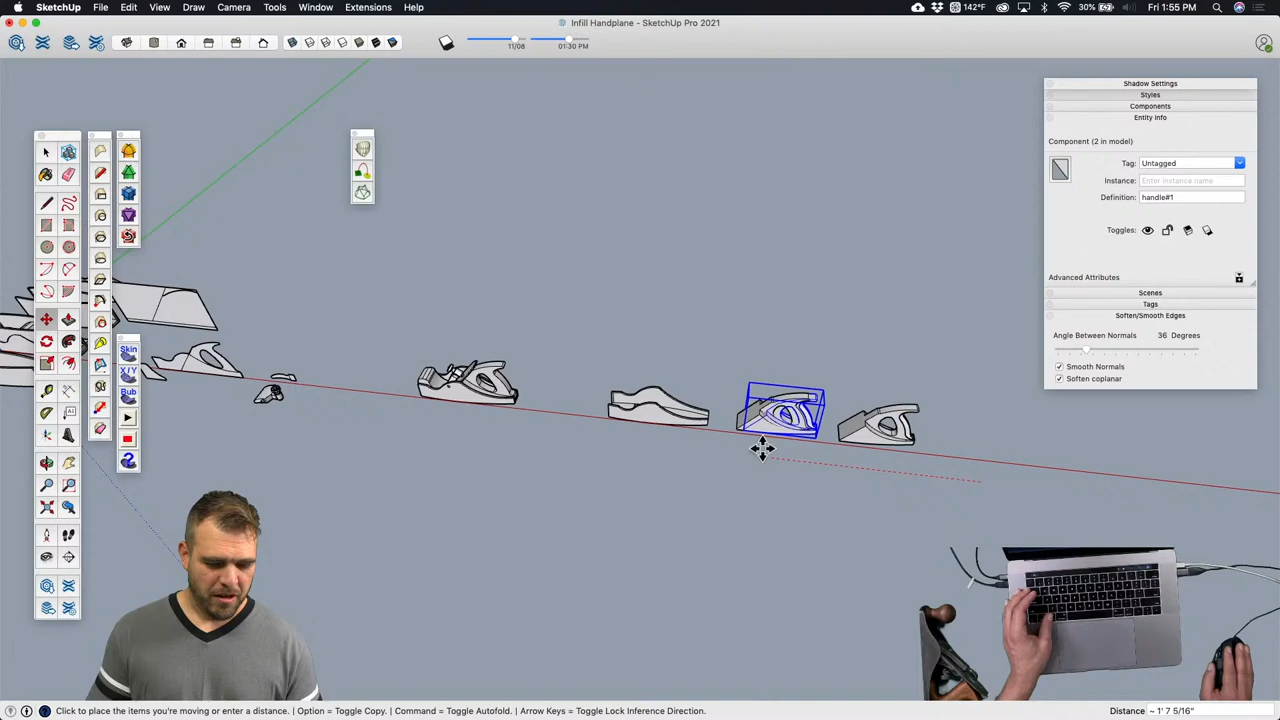 SketchUp File Edit View Draw Camera Tools Window Extensions Help
142°F 30% Fri 1:55 PM
Infill Handplane - SketchUp Pro 2021
11/08 01:30 PM
Shadow Settings
Styles
Components
Entity Info
Component (2 in model)
Tag: Untagged
Instance: Enter instance name
Definition: handle#1
Toggles:
Advanced Attributes
Scenes
Tags
Soften/Smooth Edges
Angle Between Normals 36 Degrees
Smooth Normals
Soften coplanar
Skin
X/Y
Bub
Click to place the items you're moving or enter a distance. | Option = Toggle Copy. | Command = Toggle Autofold. | Arrow Keys = Toggle Lock Inference Direction.
Distance ~ 1' 7 5/16"